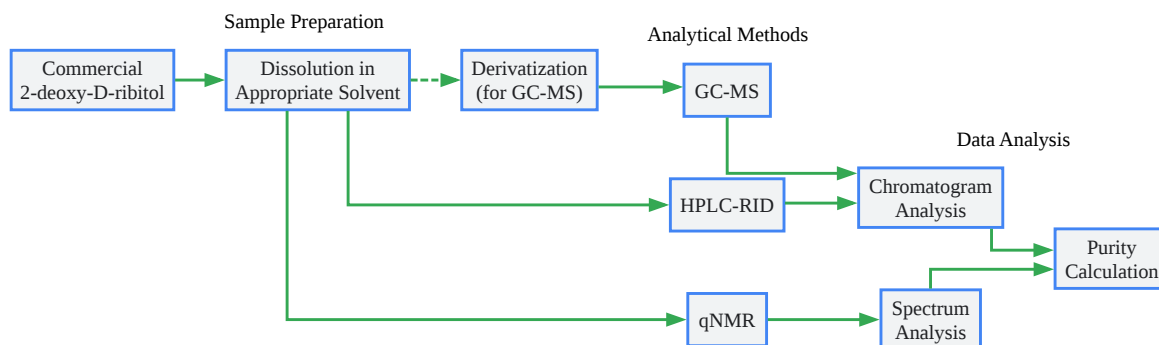 Sample Preparation
Analytical Methods
Commercial
2-deoxy-D-ribitol
Dissolution in
Appropriate Solvent
Derivatization
(for GC-MS)
GC-MS
Data Analysis
Chromatogram
Analysis
HPLC-RID
Purity
Calculation
qNMR
Spectrum
Analysis